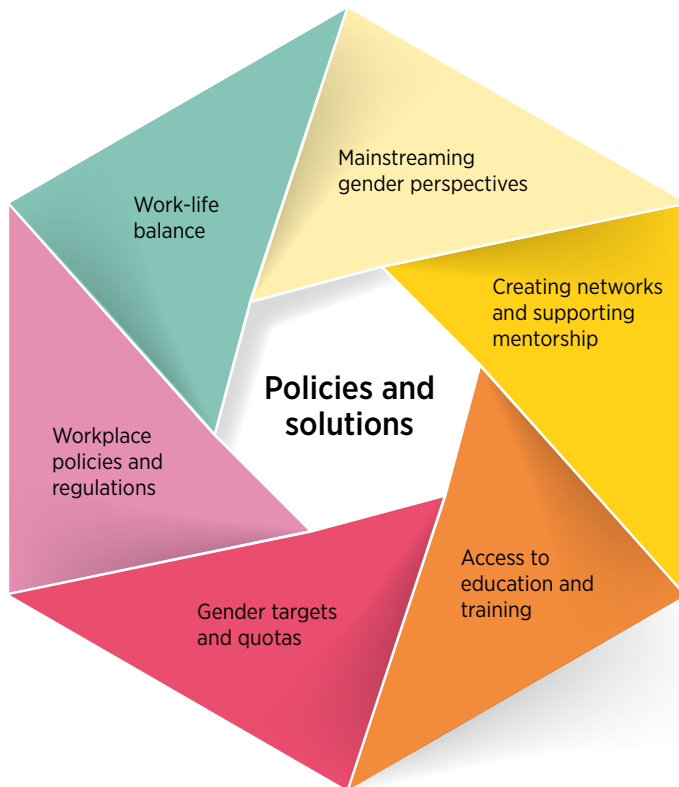 Mainstreaming
gender perspectives
Work-life
balance
Creating networks
and supporting
mentorship
Policies and
solutions
Workplace
policies and
regulations
Access to
education and
training
Gender targets
and quotas